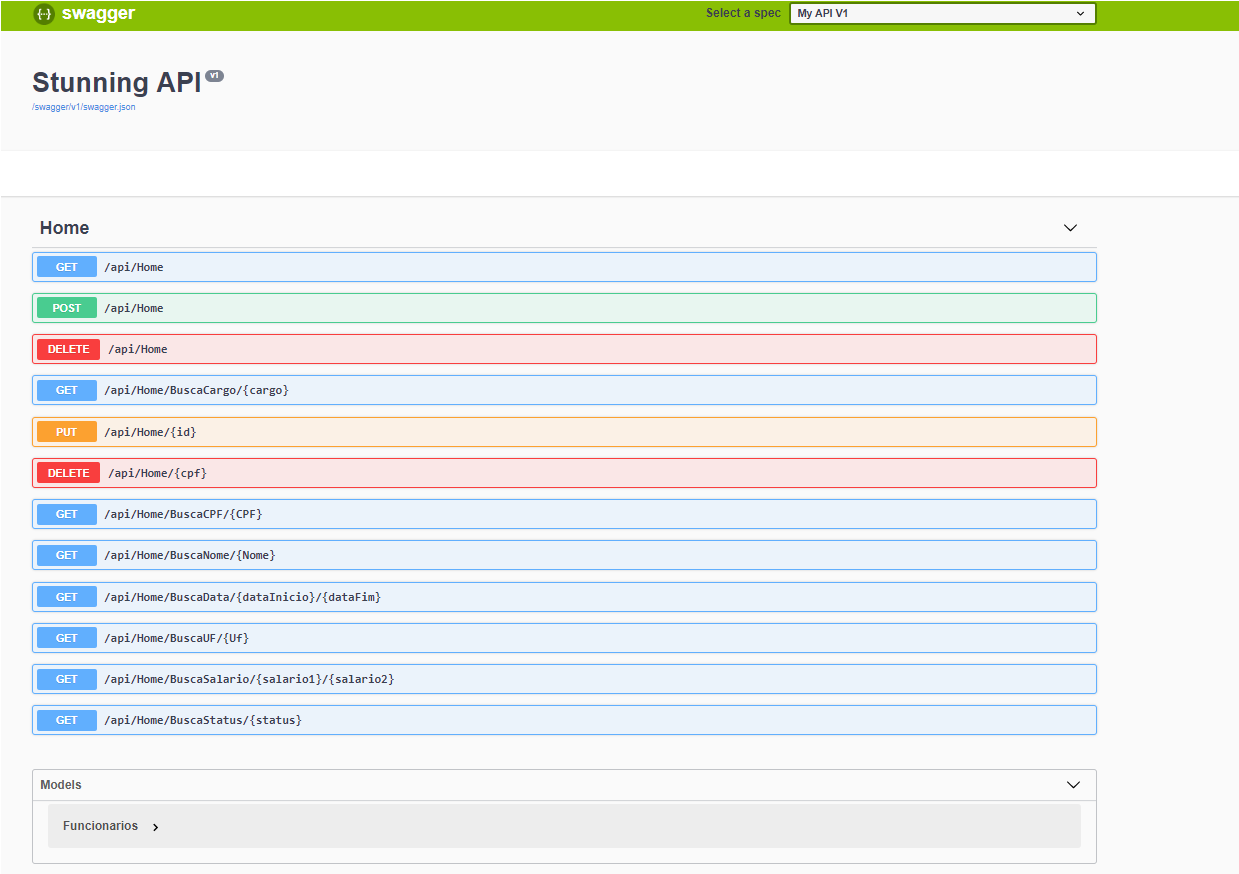 swagger Select a spec My API V1
Stunning API v1
/swagger/v1/swagger.json
Home
GET /api/Home
POST /api/Home
DELETE /api/Home
GET /api/Home/BuscaCargo/{cargo}
PUT /api/Home/{id}
DELETE /api/Home/{cpf}
GET /api/Home/BuscaCPF/{CPF}
GET /api/Home/BuscaNome/{Nome}
GET /api/Home/BuscaData/{dataInicio}/{dataFim}
GET /api/Home/BuscaUF/{Uf}
GET /api/Home/BuscaSalario/{salario1}/{salario2}
GET /api/Home/BuscaStatus/{status}
Models
Funcionarios